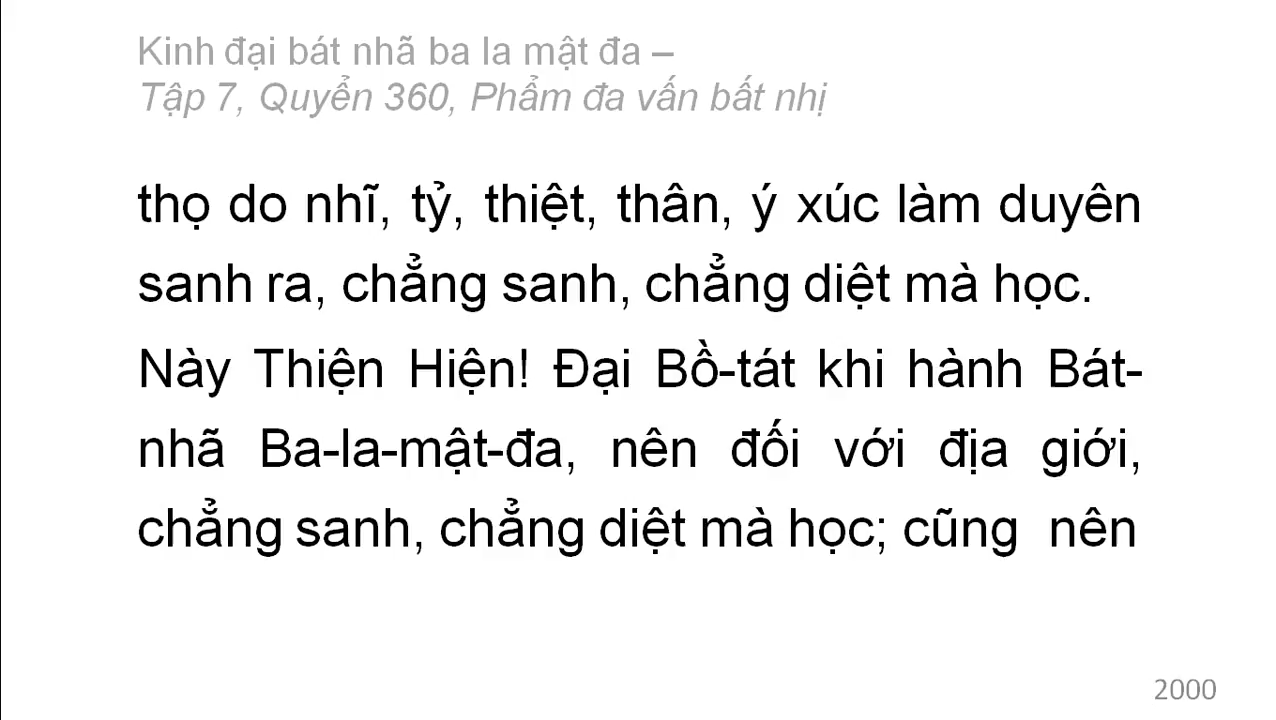 Kinh đại bát nhã ba la mật đa –
Tập 7, Quyển 360, Phẩm đa vấn bất nhị
thọ do nhĩ, tỷ, thiệt, thân, ý xúc làm duyên
sanh ra, chẳng sanh, chẳng diệt mà học.
Này Thiện Hiện! Đại Bồ-tát khi hành Bát-
nhã Ba-la-mật-đa, nên đối với địa giới,
chẳng sanh, chẳng diệt mà học; cũng nên
2000